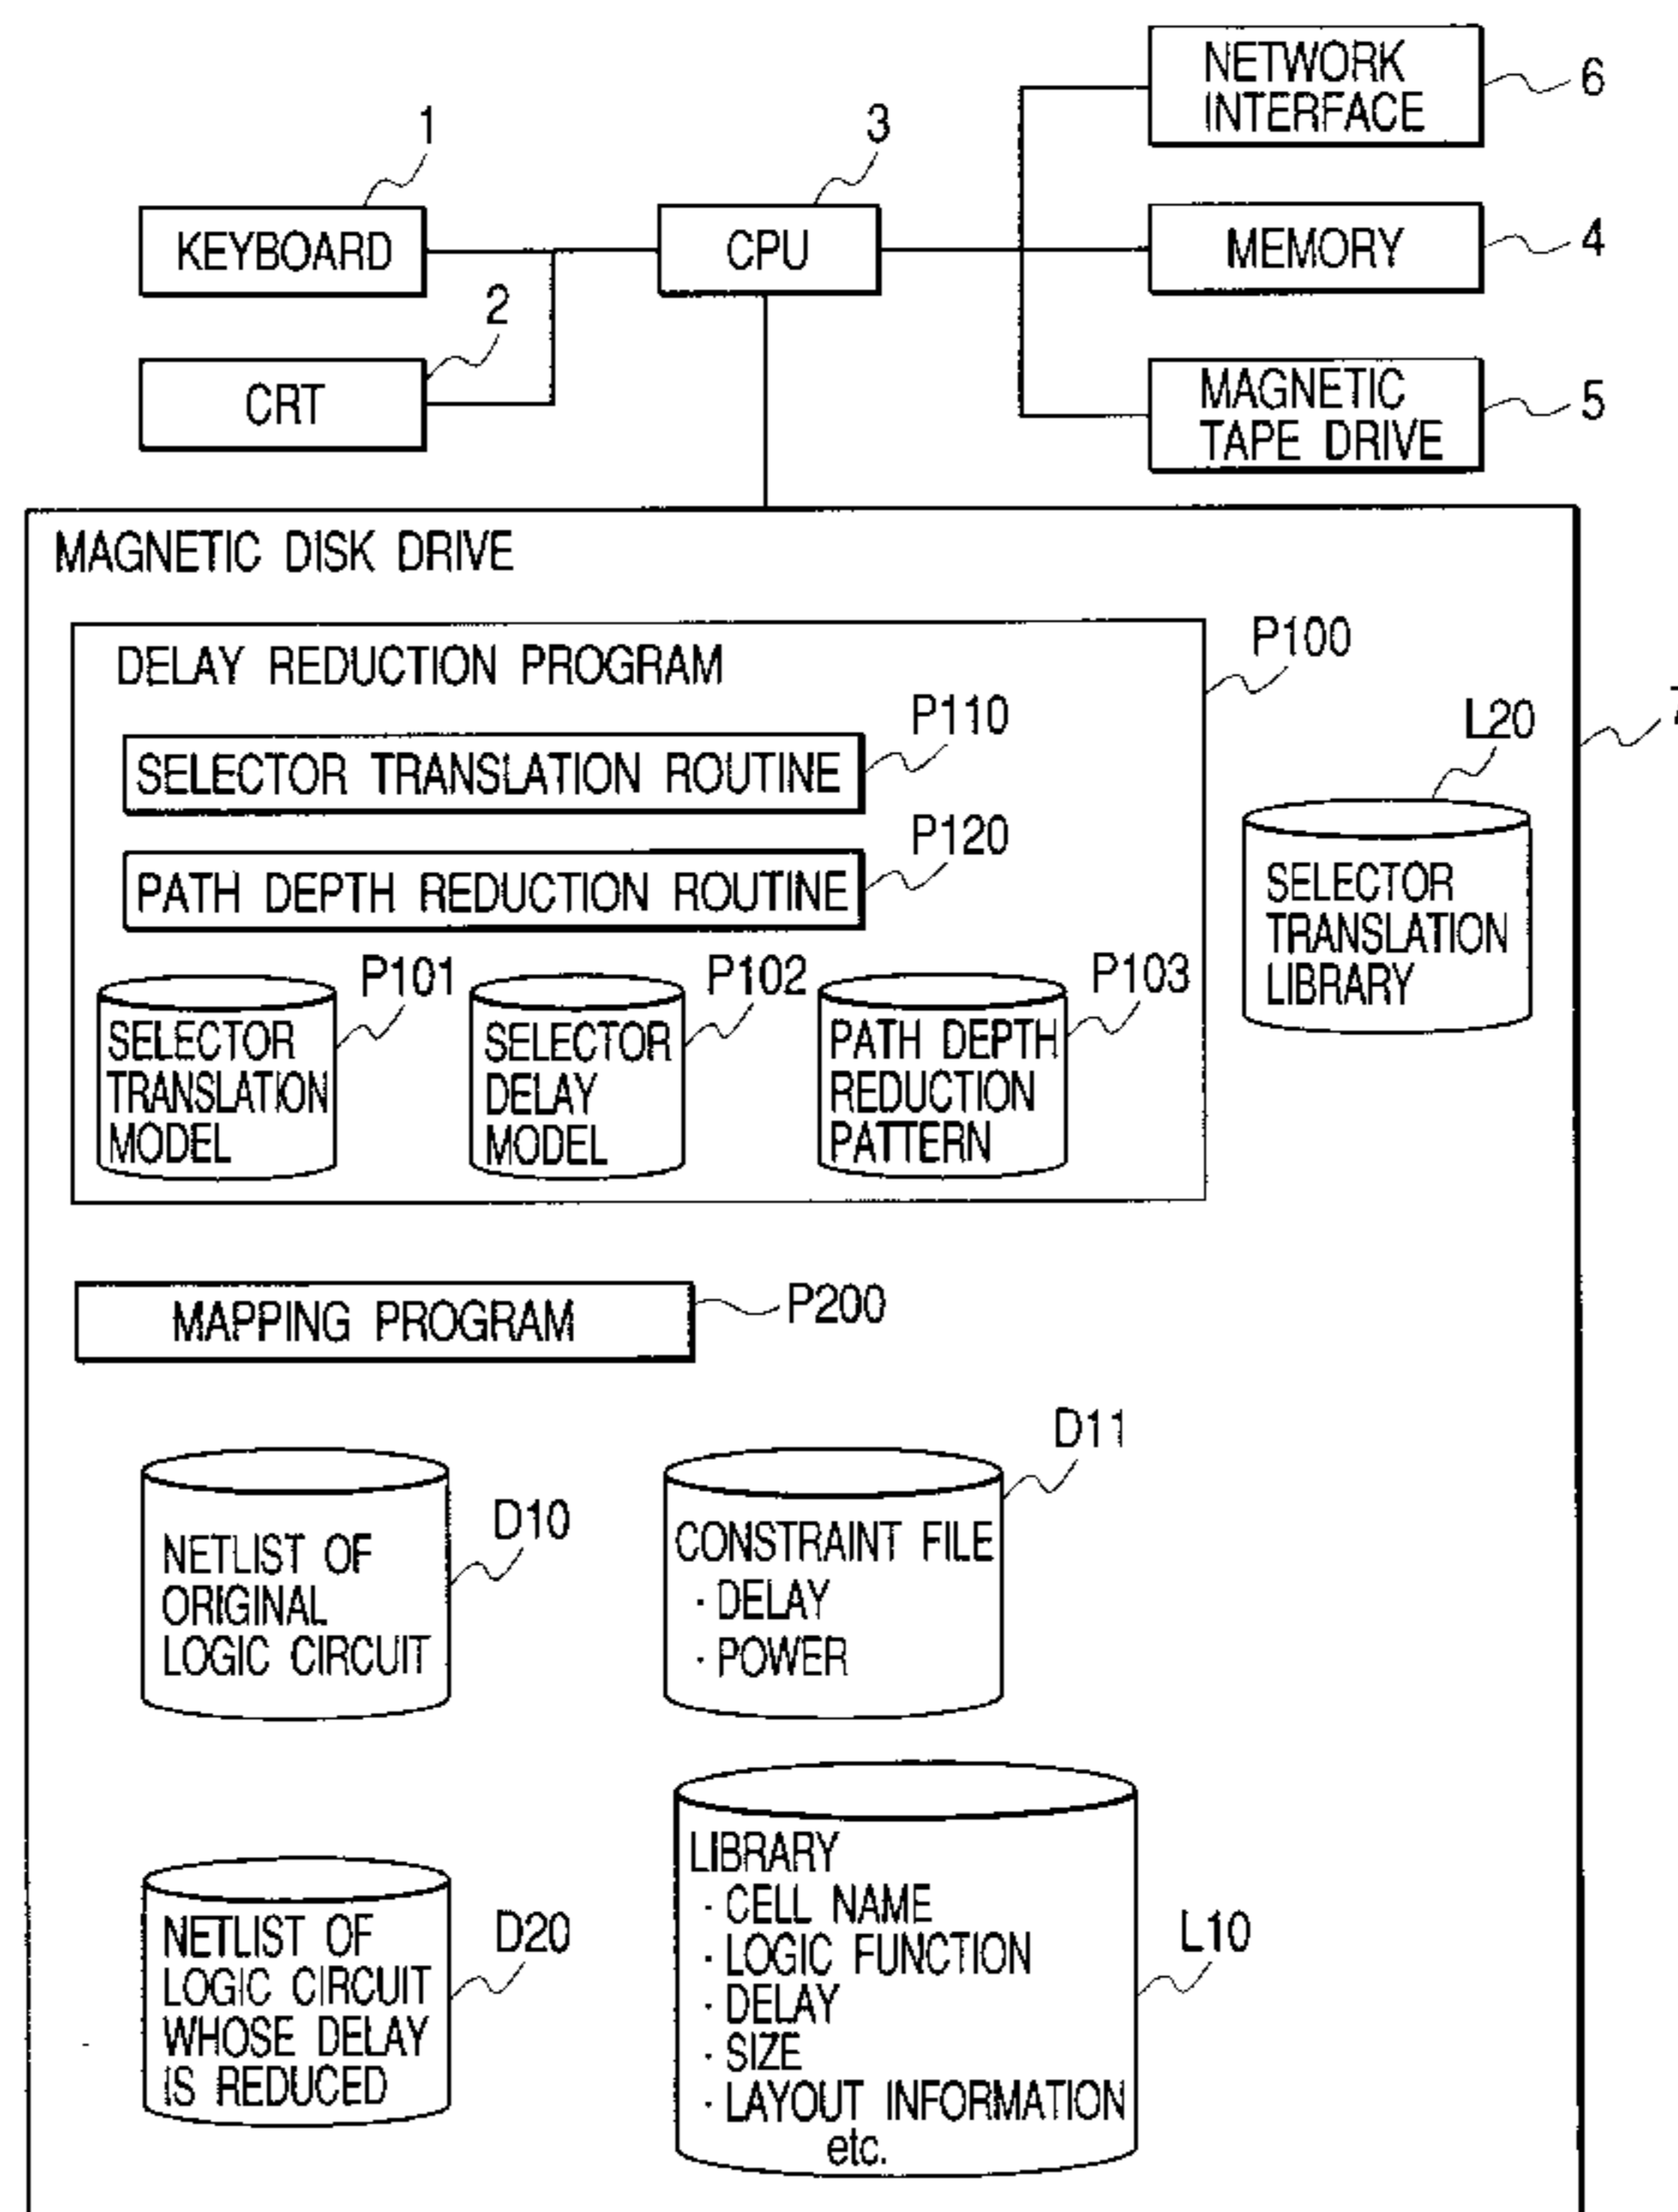 NETWORK
INTERFACE
6
1
3
KEYBOARD
CPU
MEMORY
4
2
CRT
MAGNETIC
TAPE DRIVE
5
MAGNETIC DISK DRIVE
DELAY REDUCTION PROGRAM
P100
P110
SELECTOR TRANSLATION ROUTINE
L20
P120
PATH DEPTH REDUCTION ROUTINE
SELECTOR
TRANSLATION
LIBRARY
P101
SELECTOR
TRANSLATION
MODEL
P102
SELECTOR
DELAY
MODEL
P103
PATH DEPTH
REDUCTION
PATTERN
MAPPING PROGRAM
P200
D10
NETLIST OF
ORIGINAL
LOGIC CIRCUIT
D11
CONSTRAINT FILE
· DELAY
· POWER
D20
NETLIST OF
LOGIC CIRCUIT
WHOSE DELAY
IS REDUCED
LIBRARY
· CELL NAME
· LOGIC FUNCTION
· DELAY
· SIZE
· LAYOUT INFORMATION
etc.
L10